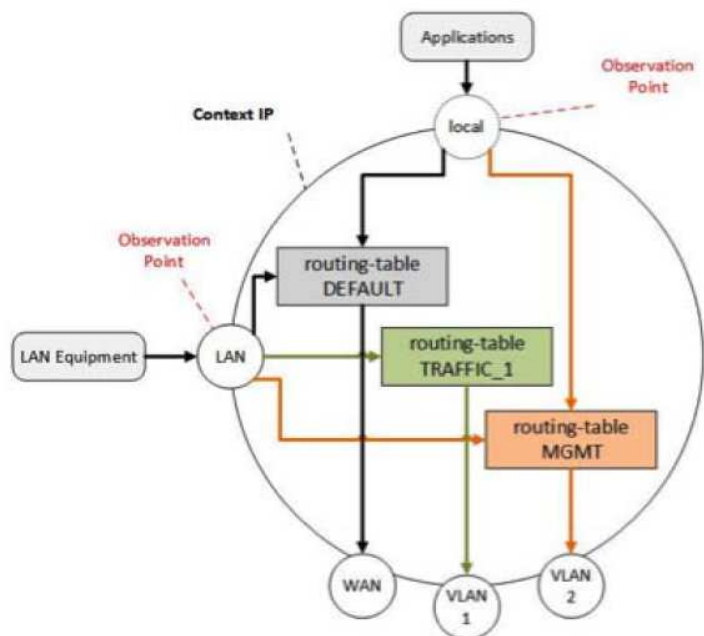 Applications
Observation
Point
Context IP
local
Observation
Point
routing-table
DEFAULT
LAN Equipment
LAN
routing-table
TRAFFIC_1
routing-table
MGMT
WAN
VLAN
1
VLAN
2